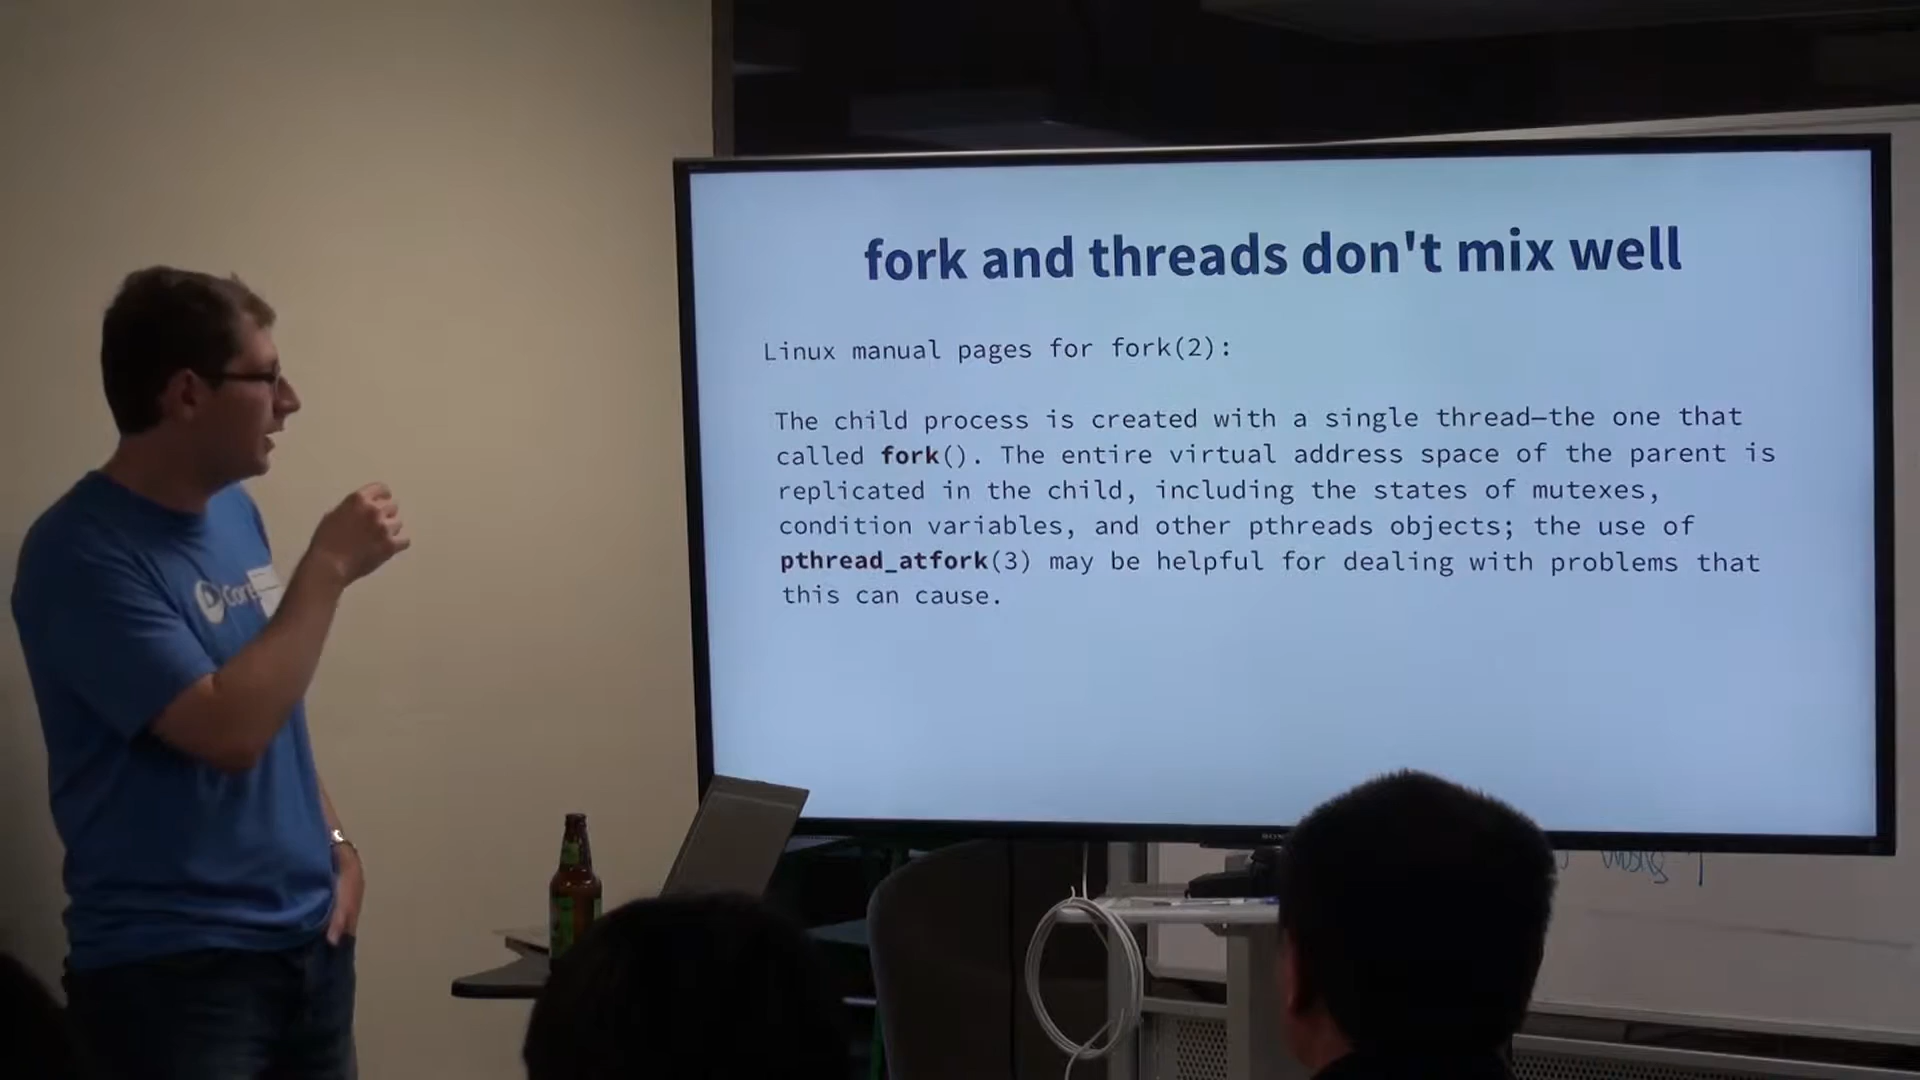 fork and threads don't mix well
Linux manual pages for fork(2):
The child process is created with a single thread—the one that
called fork(). The entire virtual address space of the parent is
replicated in the child, including the states of mutexes,
condition variables, and other pthreads objects; the use of
pthread_atfork(3) may be helpful for dealing with problems that
this can cause.
SONY